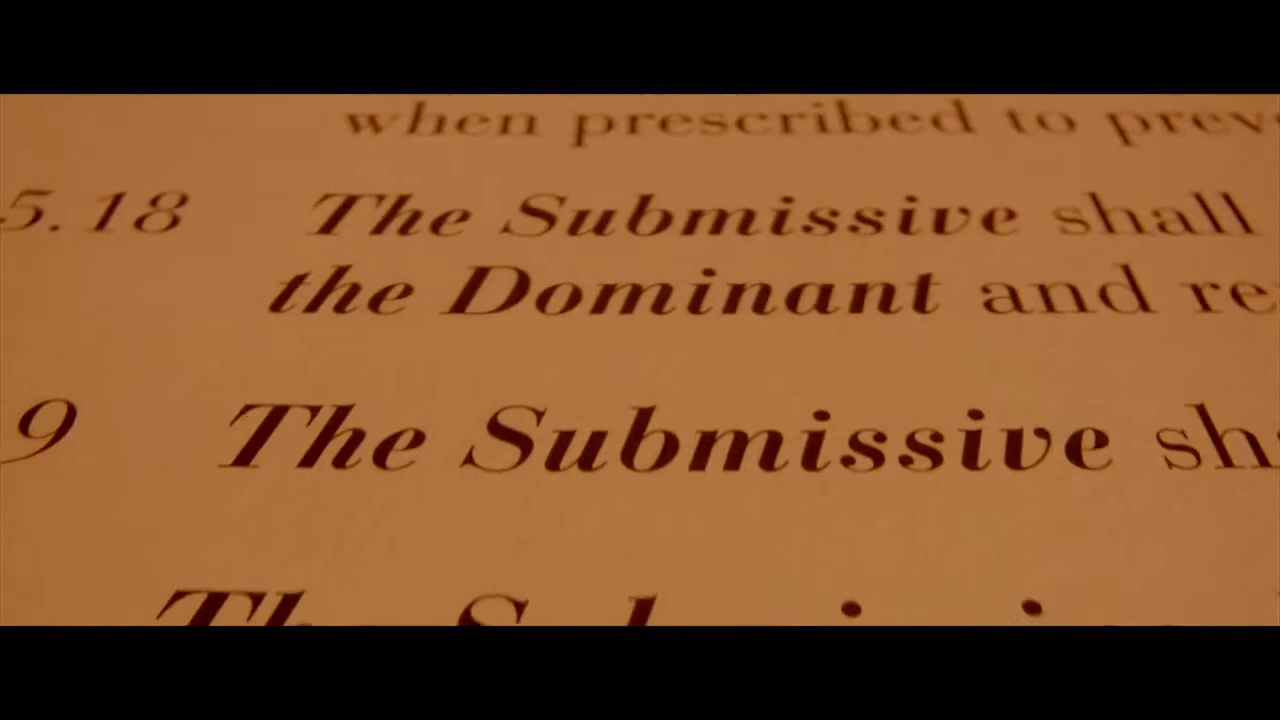 when prescribed to prev
5.18 The Submissive shall
the Dominant and re
9 The Submissive sh